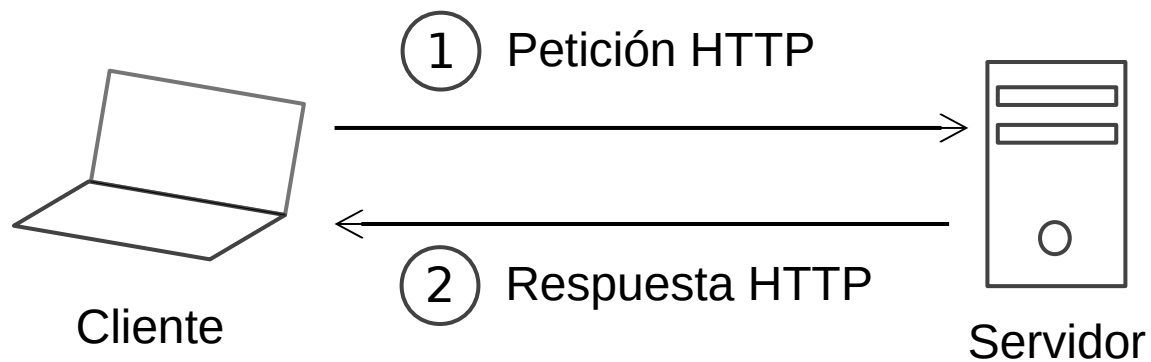 1 Petición HTTP
2 Respuesta HTTP
Cliente
Servidor